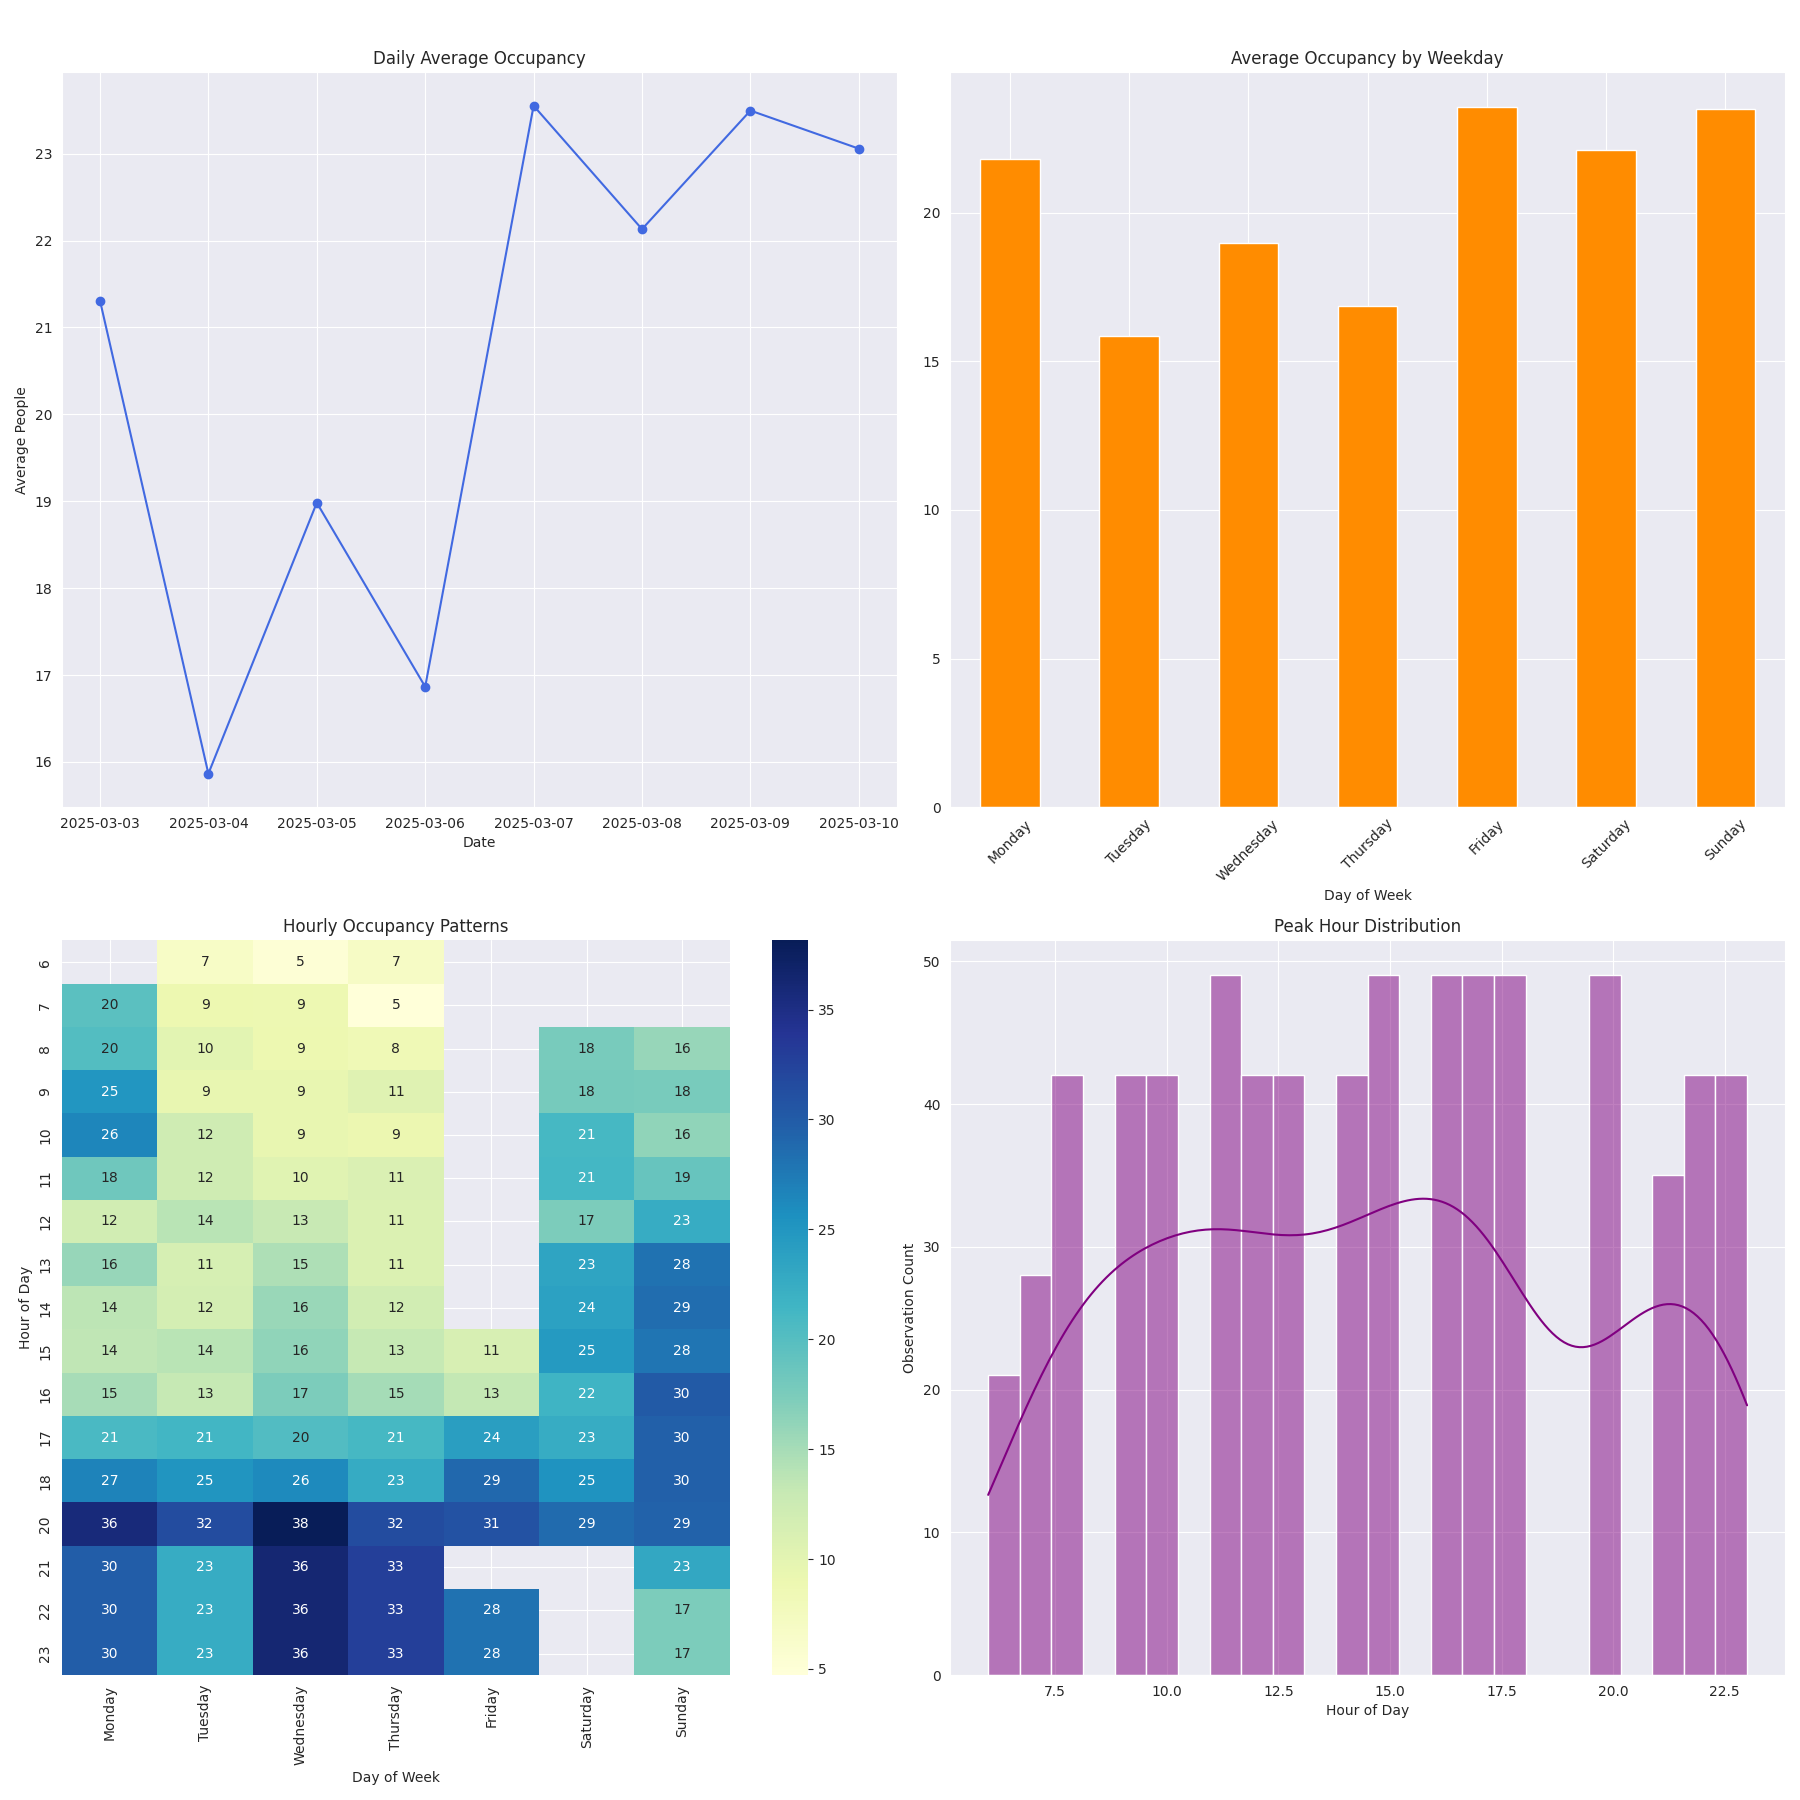 Daily Average Occupancy
Average People
23
22
21
20
19
18
17
16
2025-03-03 2025-03-04 2025-03-05 2025-03-06 2025-03-07 2025-03-08 2025-03-09 2025-03-10
Date
Average Occupancy by Weekday
20
15
10
5
0
Monday Tuesday Wednesday Thursday Friday Saturday Sunday
Day of Week
Hourly Occupancy Patterns
Hour of Day
6 7 5 7
7 20 9 9 5
8 20 10 9 8 18 16
9 25 9 9 11 18 18
10 26 12 9 9 21 16
11 18 12 10 11 21 19
12 12 14 13 11 17 23
13 16 11 15 11 23 28
14 14 12 16 12 24 29
15 14 14 16 13 11 25 28
16 15 13 17 15 13 22 30
17 21 21 20 21 24 23 30
18 27 25 26 23 29 25 30
20 36 32 38 32 31 29 29
21 30 23 36 33 23
22 30 23 36 33 28 17
23 30 23 36 33 28 17
Monday Tuesday Wednesday Thursday Friday Saturday Sunday
Day of Week
35
30
25
20
15
10
5
Peak Hour Distribution
Observation Count
50
40
30
20
10
0
7.5 10.0 12.5 15.0 17.5 20.0 22.5
Hour of Day